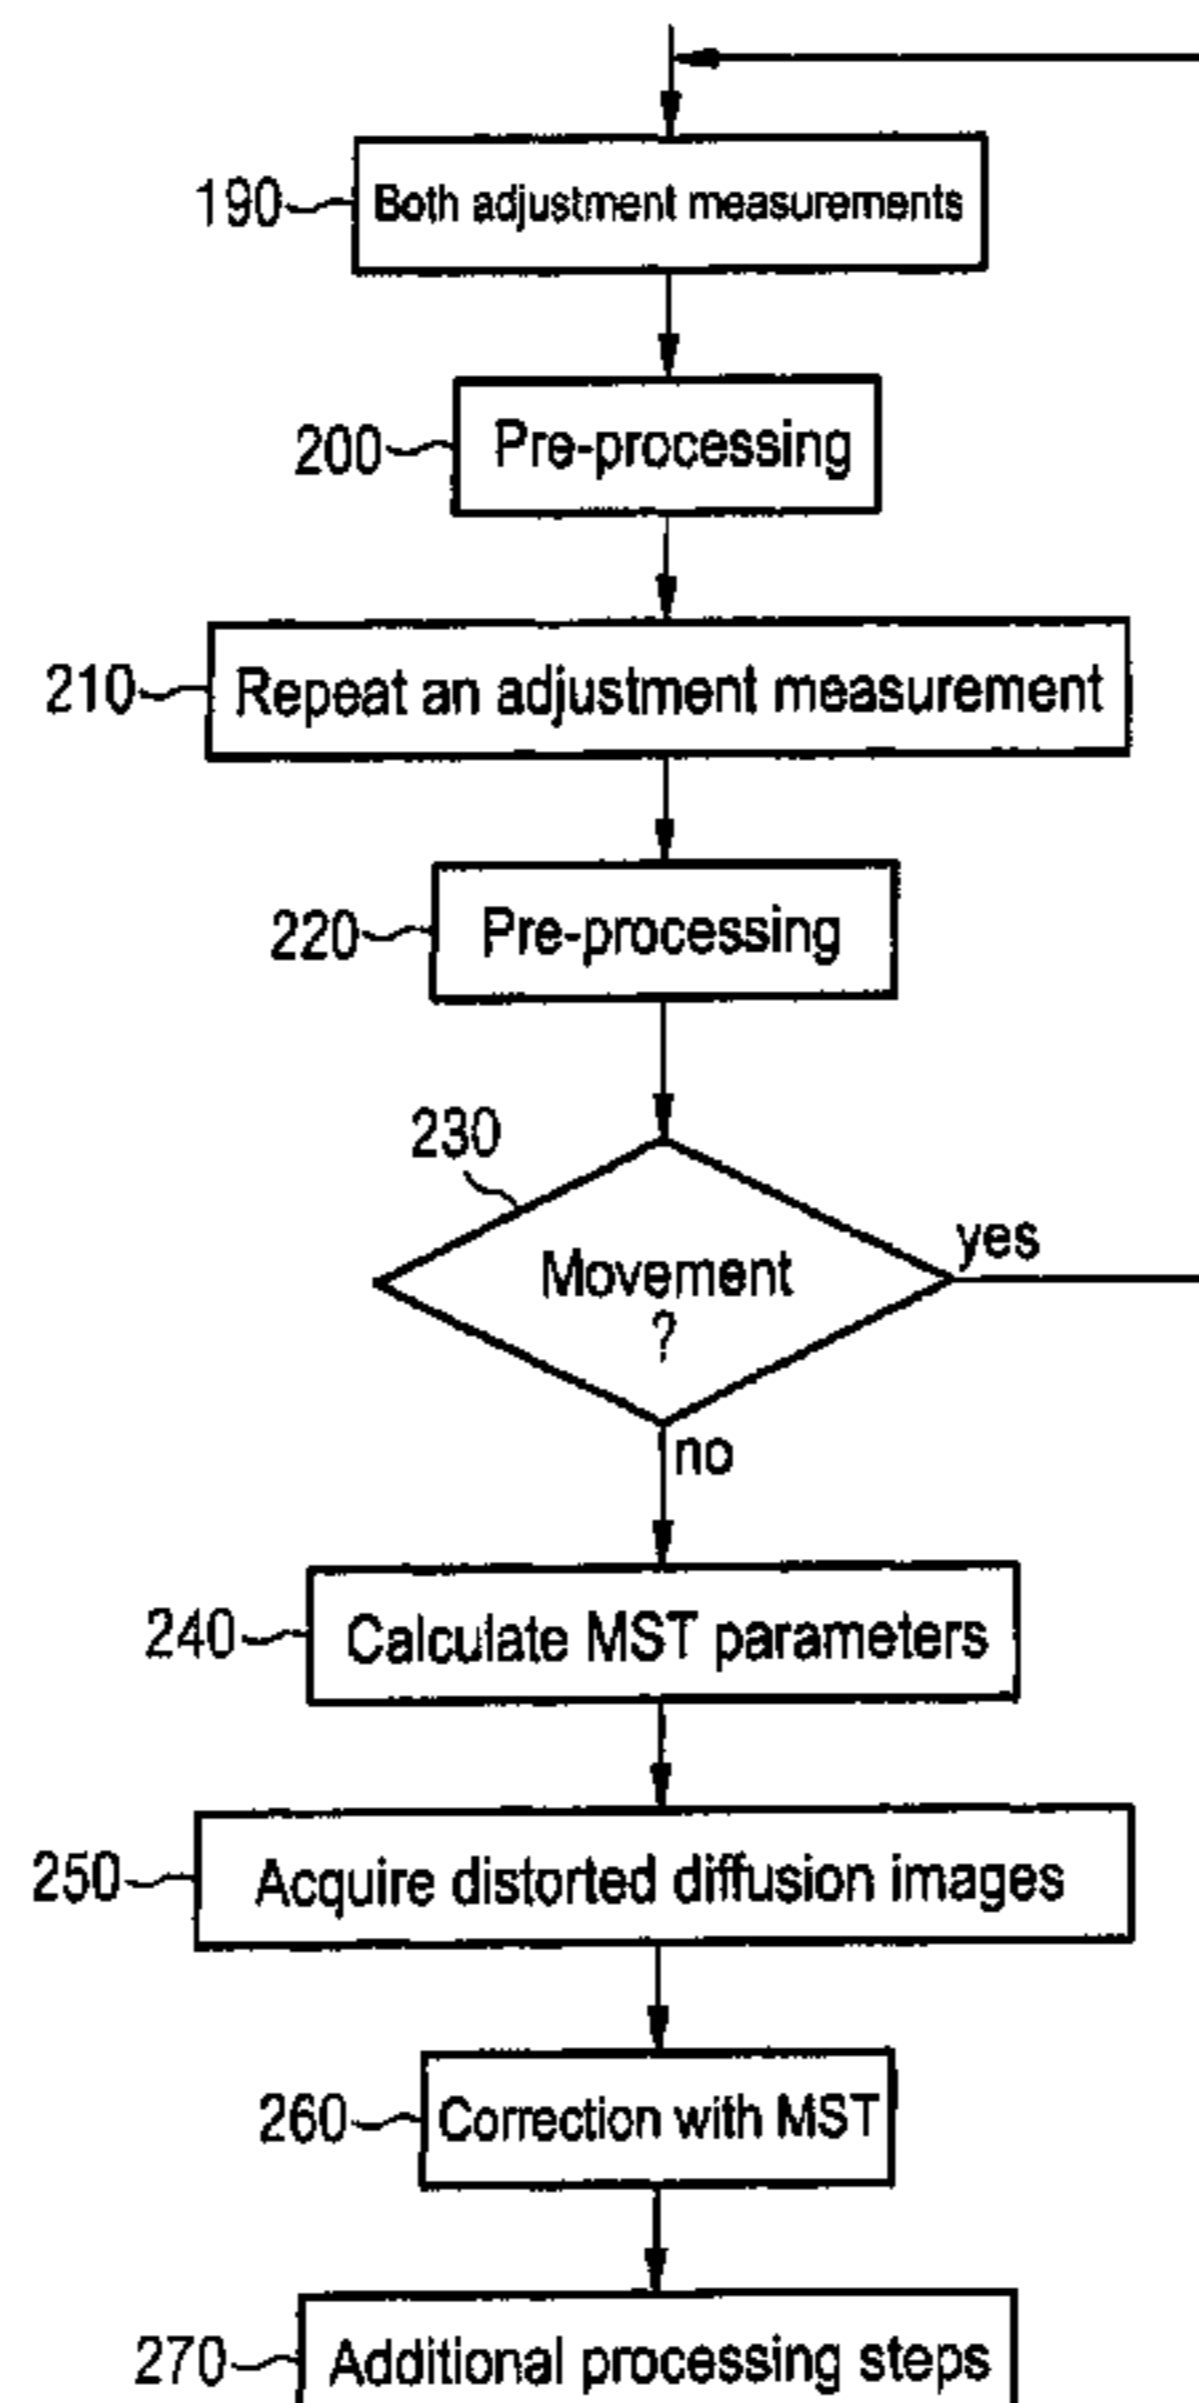 190 Both adjustment measurements
200 Pre-processing
210 Repeat an adjustment measurement
220 Pre-processing
230
Movement
?
yes
no
240 Calculate MST parameters
250 Acquire distorted diffusion images
260 Correction with MST
270 Additional processing steps